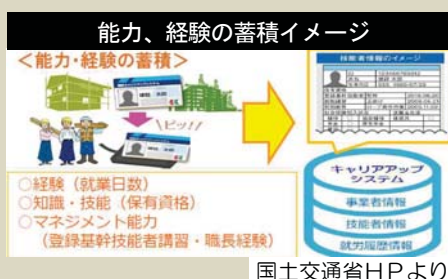 能力、経験の蓄積イメージ
＜能力・経験の蓄積＞
ピッ!
○経験（就業日数）
○知識・技能（保有資格）
○マネジメント能力
（登録基幹技能者講習・職長経験）
技能者情報のイメージ
キャリアアップ
システム
事業者情報
技能者情報
就労履歴情報
国土交通省ＨＰより